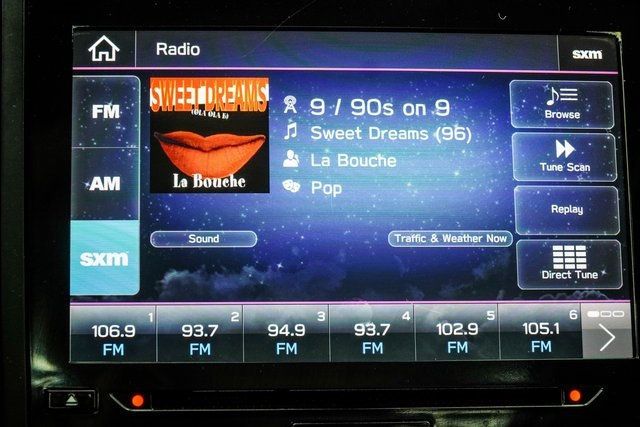 Radio
sxm
FM
AM
sxm
SWEET DREAMS
(OLA OLA E)
La Bouche
9 / 90s on 9
Sweet Dreams (96)
La Bouche
Pop
Sound
Traffic & Weather Now
Browse
Tune Scan
Replay
Direct Tune
1
106.9
FM
2
93.7
FM
3
94.9
FM
4
93.7
FM
5
102.9
FM
6
105.1
FM